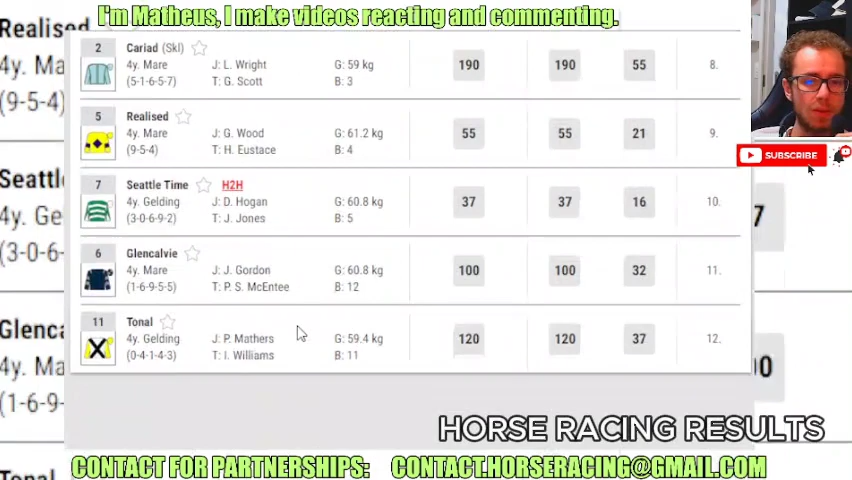 I'm Matheus, I make videos reacting and commenting.
Realised
4y. Ma
(9-5-4)
Seattle
4y. Ge
(3-0-6-
Glenca
4y. Ma
(1-6-9-
Tonal
7
00
2 Cariad (Skl)
4y. Mare J: L. Wright G: 59 kg 190 190 55 8.
(5-1-6-5-7) T: G. Scott B: 3
5 Realised
4y. Mare J: G. Wood G: 61.2 kg 55 55 21 9.
(9-5-4) T: H. Eustace B: 4
7 Seattle Time H2H
4y. Gelding J: D. Hogan G: 60.8 kg 37 37 16 10.
(3-0-6-9-2) T: J. Jones B: 5
6 Glencalvie
4y. Mare J: J. Gordon G: 60.8 kg 100 100 32 11.
(1-6-9-5-5) T: P. S. McEntee B: 12
11 Tonal
4y. Gelding J: P. Mathers G: 59.4 kg 120 120 37 12.
(0-4-1-4-3) T: I. Williams B: 11
SUBSCRIBE
HORSE RACING RESULTS
CONTACT FOR PARTNERSHIPS: CONTACT.HORSERACING@GMAIL.COM